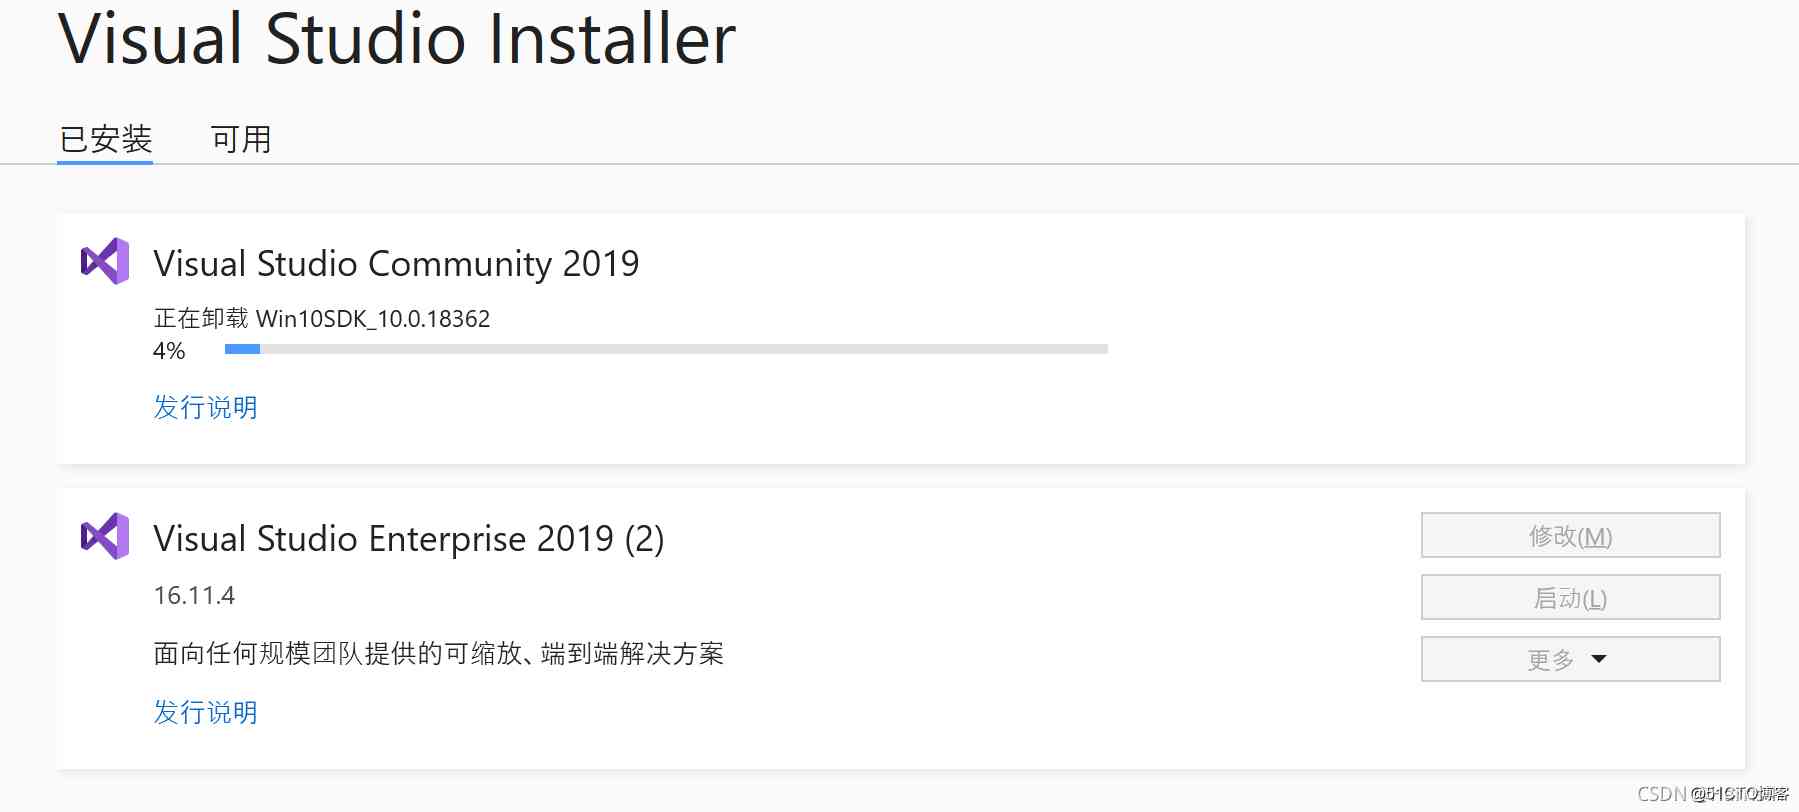 Visual Studio Installer
已安装 可用
Visual Studio Community 2019
正在卸载 Win10SDK_10.0.18362
4%
发行说明
Visual Studio Enterprise 2019 (2)
修改(M)
16.11.4
启动(L)
面向任何规模团队提供的可缩放、端到端解决方案
更多
发行说明
CSDN @51CTO博客